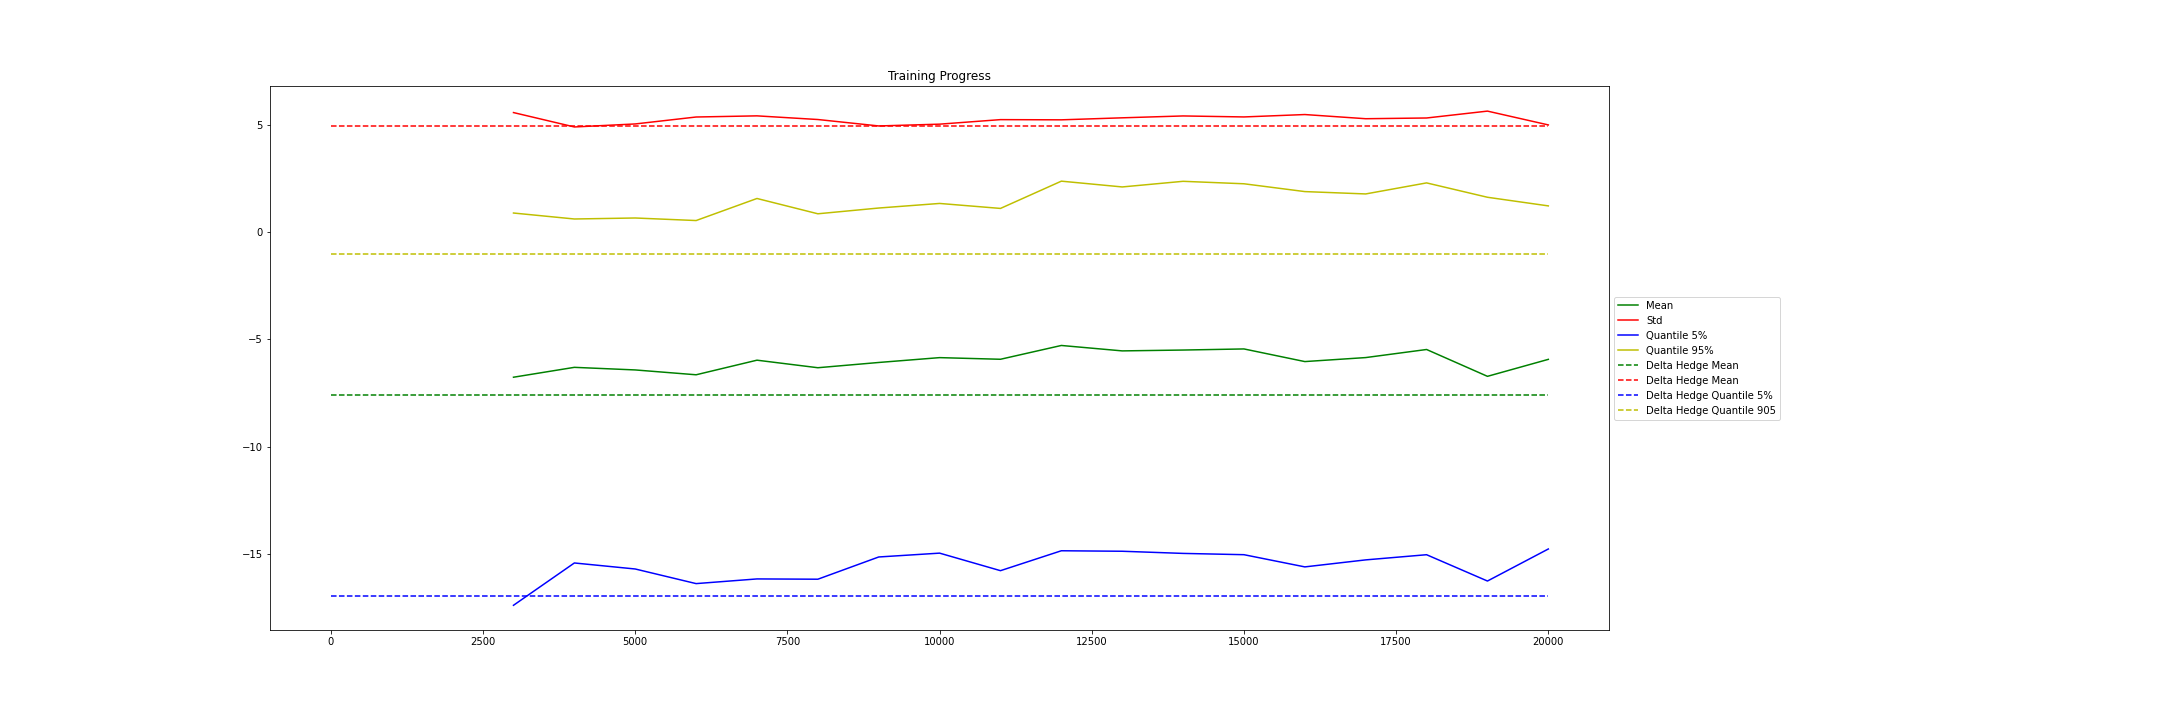 Training Progress
5
0
−5
−10
−15
0
2500
5000
7500
10000
12500
15000
17500
20000
Mean
Std
Quantile 5%
Quantile 95%
Delta Hedge Mean
Delta Hedge Mean
Delta Hedge Quantile 5%
Delta Hedge Quantile 905